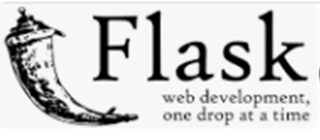 Flask
web development,
one drop at a time